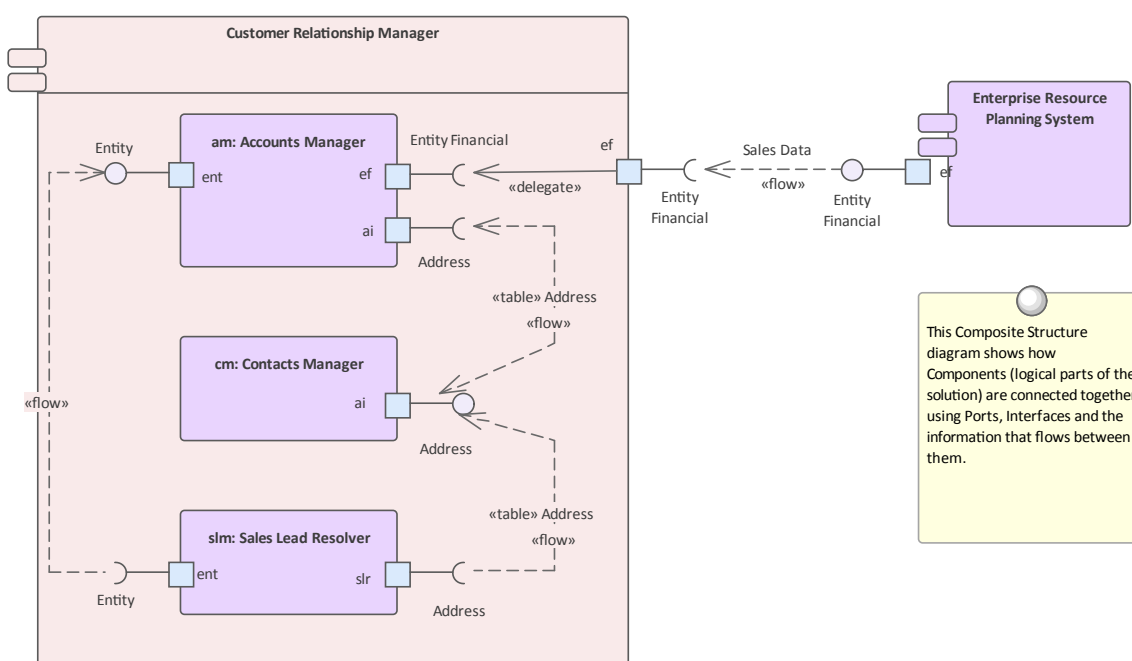 Customer Relationship Manager
Enterprise Resource
Planning System
am: Accounts Manager
Entity
ent
Entity Financial
ef
ef
ef
«delegate»
Sales Data
«flow»
Entity
Financial
Entity
Financial
ai
Address
«table» Address
«flow»
cm: Contacts Manager
ai
Address
«flow»
«table» Address
«flow»
slm: Sales Lead Resolver
ent
slr
Entity
Address
This Composite Structure
diagram shows how
Components (logical parts of the
solution) are connected together
using Ports, Interfaces and the
information that flows between
them.